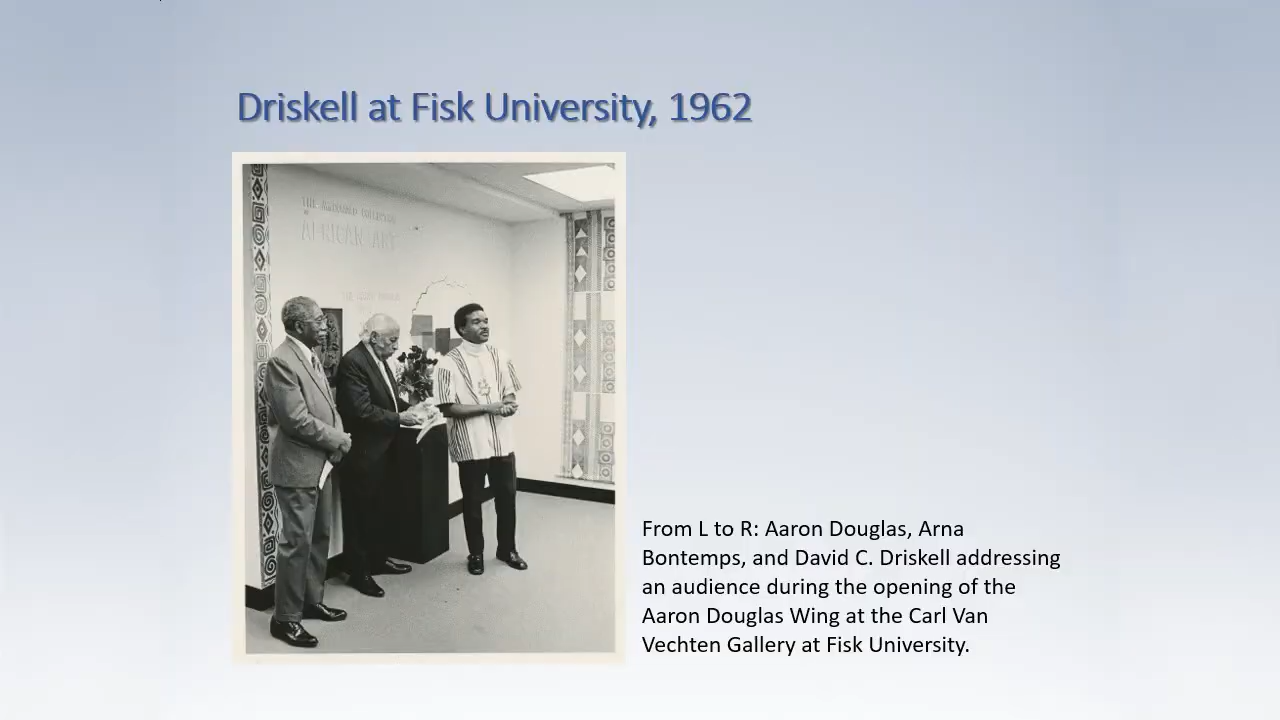 Driskell at Fisk University, 1962
AFRICAN ART
From L to R: Aaron Douglas, Arna
Bontemps, and David C. Driskell addressing
an audience during the opening of the
Aaron Douglas Wing at the Carl Van
Vechten Gallery at Fisk University.